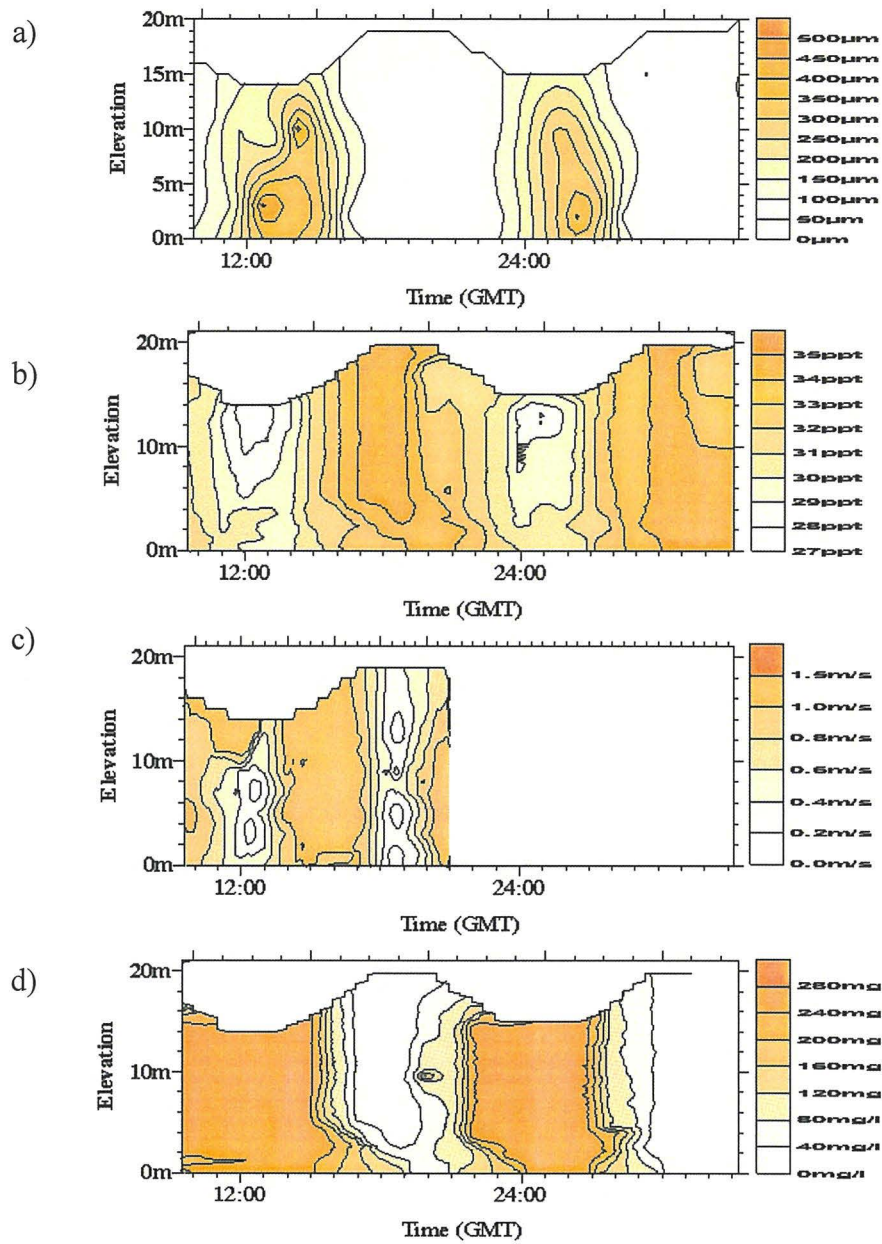 a)
20m
15m
10m
5m
0m
Elevation
12:00
24:00
Time (GMT)
500µm
450µm
400µm
350µm
300µm
250µm
200µm
150µm
100µm
50µm
0µm
b)
20m
10m
0m
Elevation
12:00
24:00
Time (GMT)
35ppt
34ppt
33ppt
32ppt
31ppt
30ppt
29ppt
28ppt
27ppt
c)
20m
10m
0m
Elevation
12:00
24:00
Time (GMT)
1.5m/s
1.0m/s
0.8m/s
0.6m/s
0.4m/s
0.2m/s
0.0m/s
d)
20m
10m
0m
Elevation
12:00
24:00
Time (GMT)
280mg
240mg
200mg
160mg
120mg
80mg/l
40mg/l
0mg/l